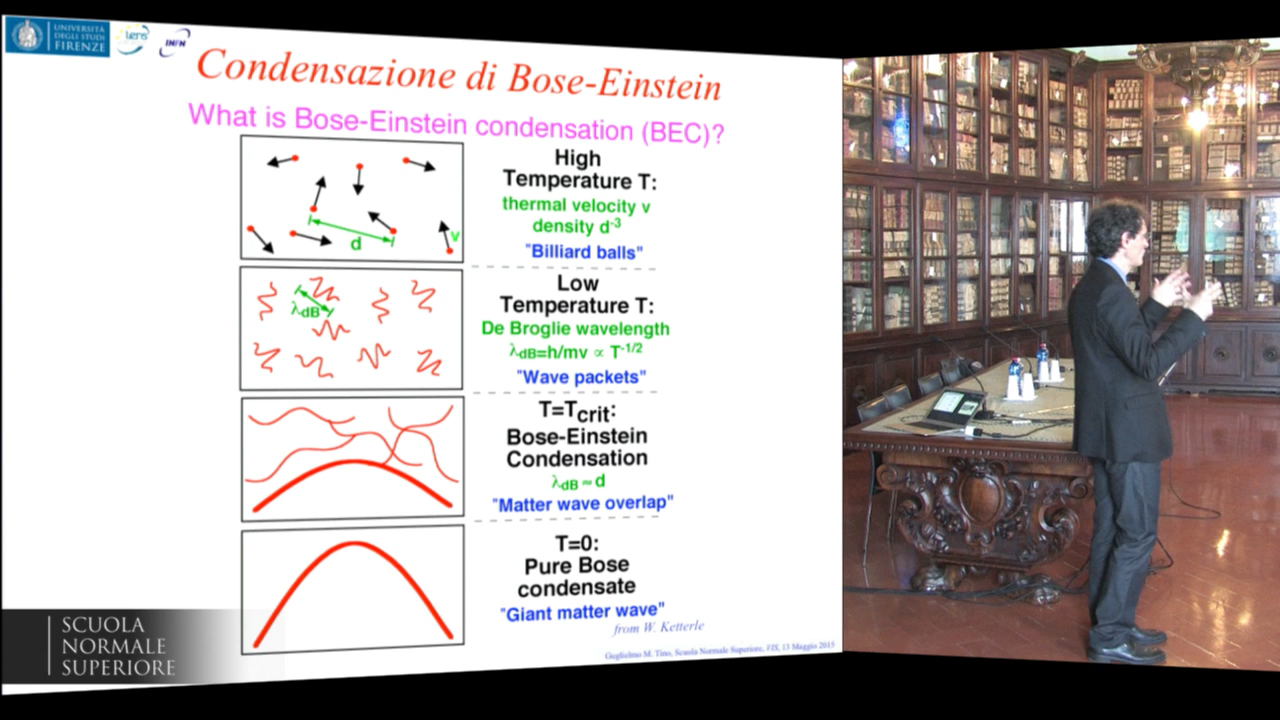 UNIVERSITÀ
DEGLI STUDI
FIRENZE
lens
INFN
Condensazione di Bose-Einstein
What is Bose-Einstein condensation (BEC)?
High
Temperature T:
thermal velocity v
density d⁻³
"Billiard balls"
d
v
Low
Temperature T:
De Broglie wavelength
λdB=h/mv ∝ T⁻¹/²
"Wave packets"
λdB
T=Tcrit:
Bose-Einstein
Condensation
λdB ≈ d
"Matter wave overlap"
T=0:
Pure Bose
condensate
"Giant matter wave"
from W. Ketterle
Guglielmo M. Tino, Scuola Normale Superiore, VIS, 13 Maggio 2015
SCUOLA
NORMALE
SUPERIORE